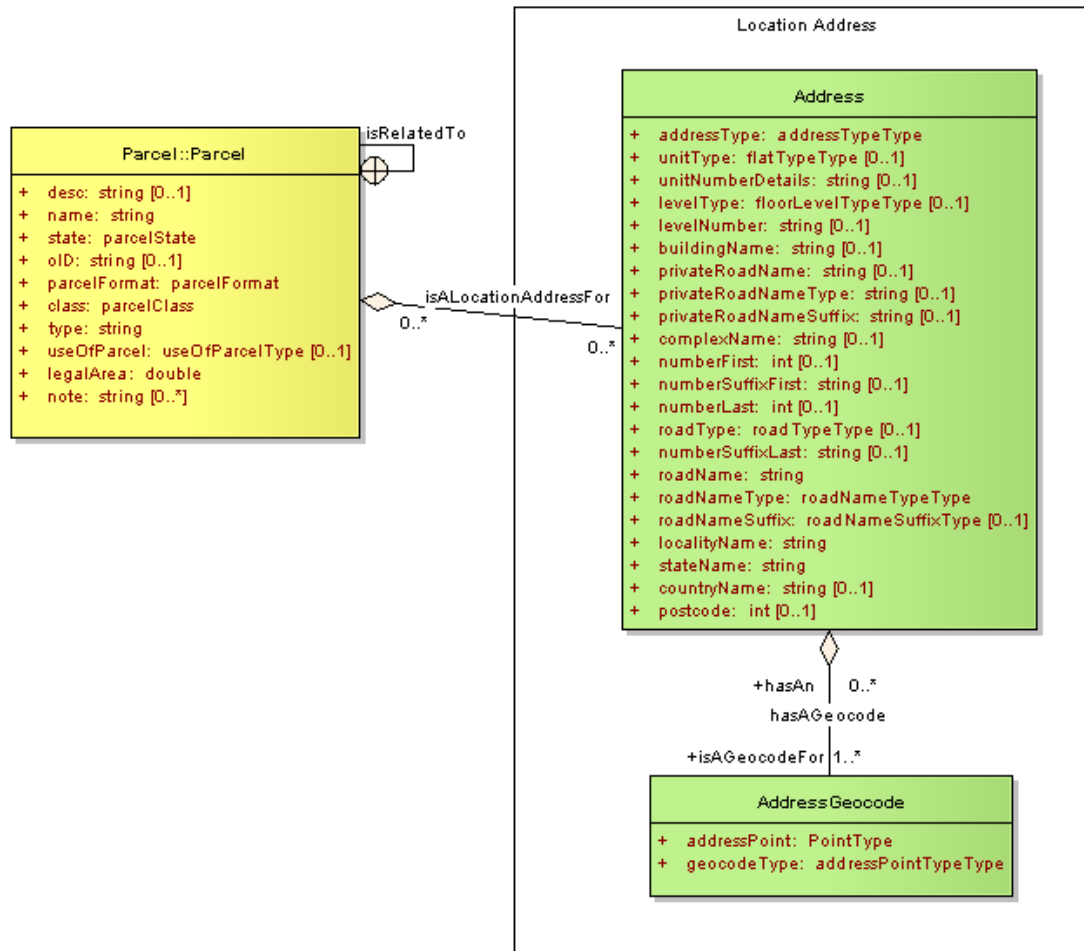 Location Address
Parcel::Parcel
+ desc: string [0..1]
+ name: string
+ state: parcelState
+ oID: string [0..1]
+ parcelFormat: parcelFormat
+ class: parcelClass
+ type: string
+ useOfParcel: useOfParcelType [0..1]
+ legalArea: double
+ note: string [0..*]
isRelatedTo
isALocationAddressFor
0..*
0..*
Address
+ addressType: addressTypeType
+ unitType: flatTypeType [0..1]
+ unitNumberDetails: string [0..1]
+ levelType: floorLevelTypeType [0..1]
+ levelNumber: string [0..1]
+ buildingName: string [0..1]
+ privateRoadName: string [0..1]
+ privateRoadNameType: string [0..1]
+ privateRoadNameSuffix: string [0..1]
+ complexName: string [0..1]
+ numberFirst: int [0..1]
+ numberSuffixFirst: string [0..1]
+ numberLast: int [0..1]
+ roadType: roadTypeType [0..1]
+ numberSuffixLast: string [0..1]
+ roadName: string
+ roadNameType: roadNameTypeType
+ roadNameSuffix: roadNameSuffixType [0..1]
+ localityName: string
+ stateName: string
+ countryName: string [0..1]
+ postcode: int [0..1]
+hasAn 0..*
hasAGeocode
+isAGeocodeFor 1..*
AddressGeocode
+ addressPoint: PointType
+ geocodeType: addressPointTypeType